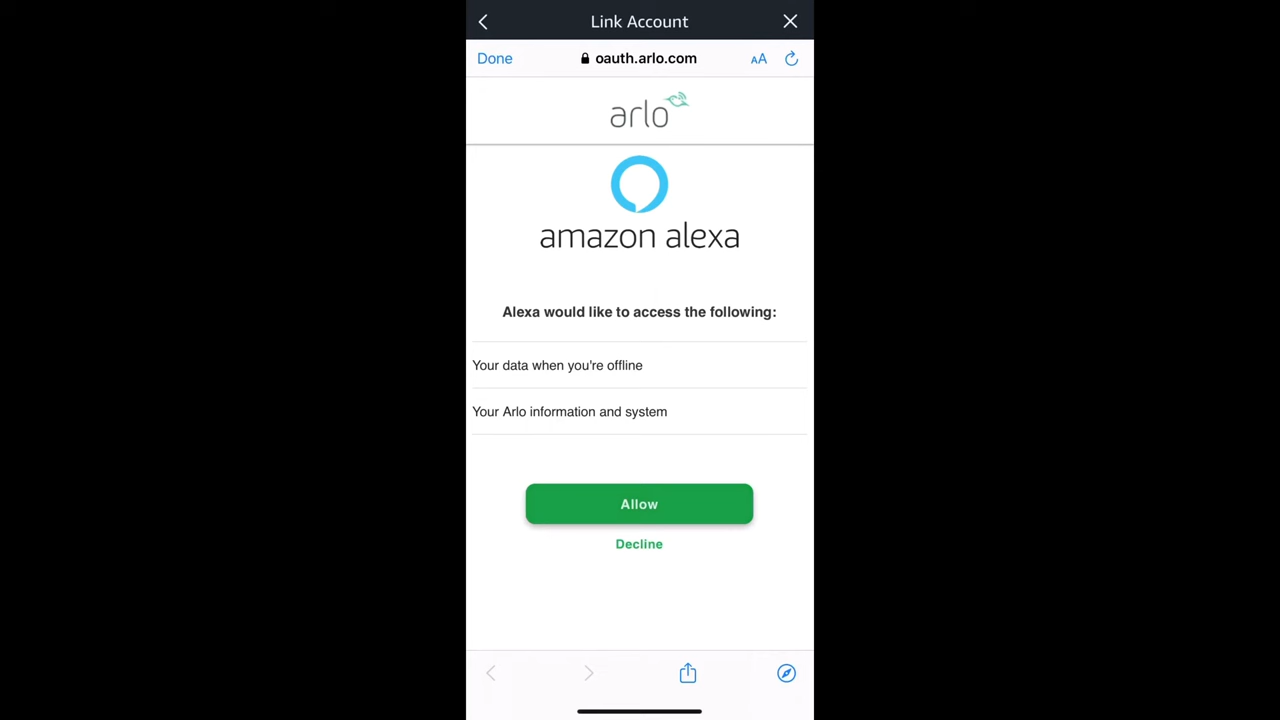 Link Account
Done oauth.arlo.com AA
arlo
amazon alexa
Alexa would like to access the following:
Your data when you're offline
Your Arlo information and system
Allow
Decline